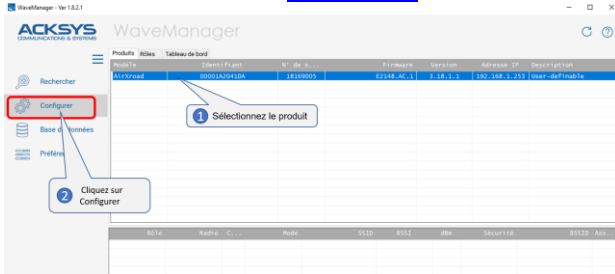 WaveManager - Ver 1.8.2.1
ACKSYS
COMMUNICATIONS & SYSTEMS
WaveManager
Produits Rôles Tableau de bord
Modèle Identifiant N° de s... Firmware Version Adresse IP Description
Airxroad 00001A2041DA 18169005 E2148.AC.1 3.18.1.1 192.168.1.253 User-definable
Rechercher
1 Sélectionnez le produit
Configurer
Base d données
Préfére
2 Cliquez sur
Configurer
Rôle Radio C... Mode SSID RSSI dBm Sécurité BSSID Ass..